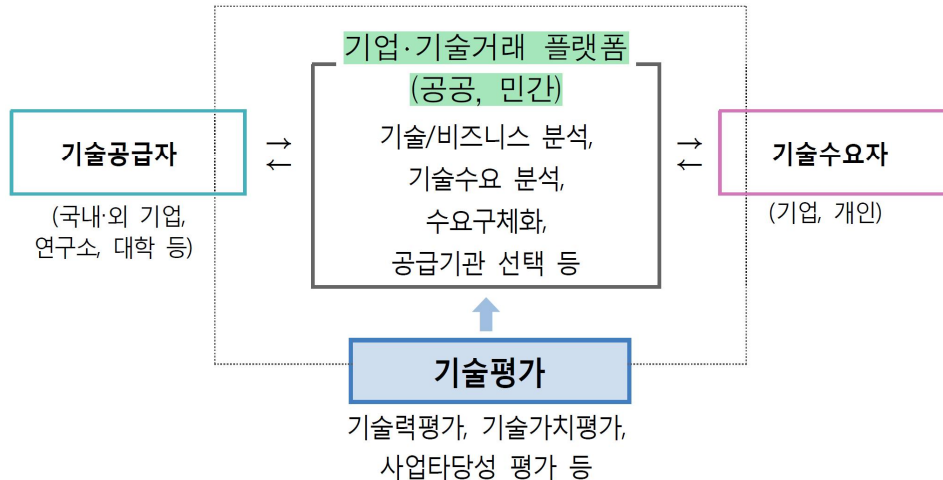 기업·기술거래 플랫폼
(공공, 민간)
기술/비즈니스 분석,
기술수요 분석,
수요구체화,
공급기관 선택 등
기술공급자
(국내·외 기업,
연구소, 대학 등)
기술수요자
(기업, 개인)
기술평가
기술력평가, 기술가치평가,
사업타당성 평가 등